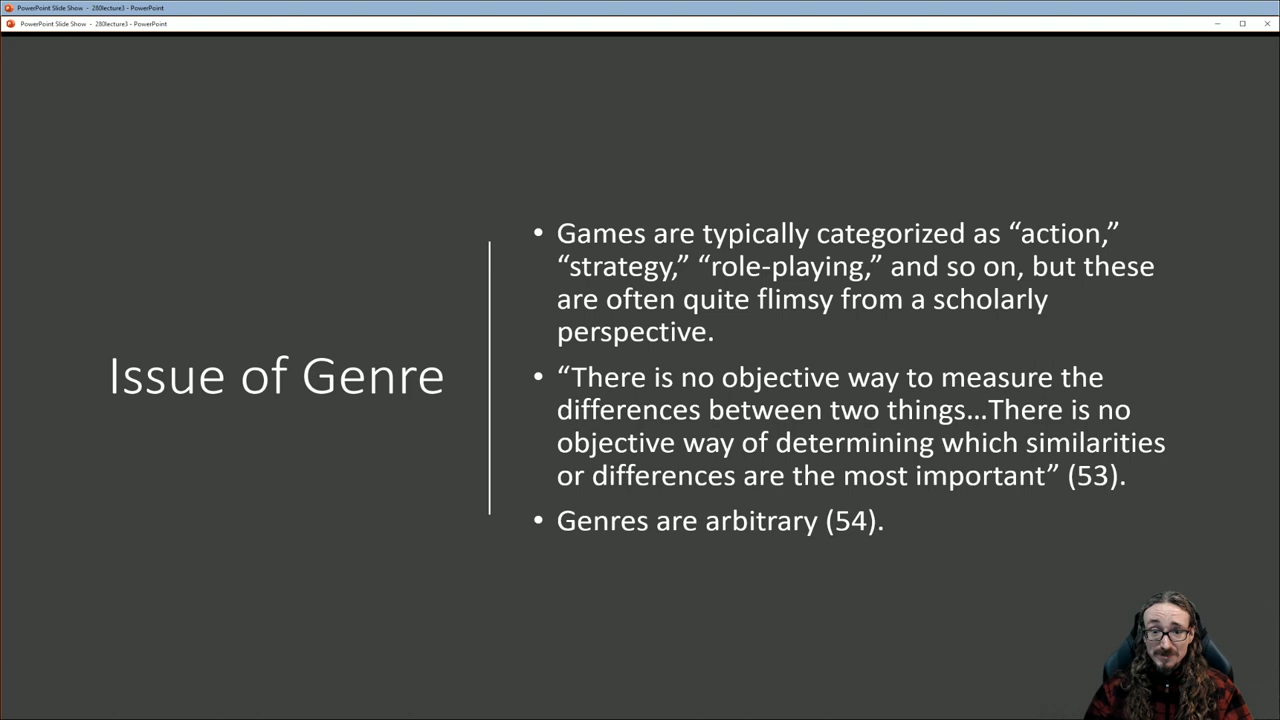 PowerPoint Slide Show - 280lecture3 - PowerPoint
PowerPoint Slide Show - 280lecture3 - PowerPoint
Issue of Genre
• Games are typically categorized as “action,”
“strategy,” “role-playing,” and so on, but these
are often quite flimsy from a scholarly
perspective.
• “There is no objective way to measure the
differences between two things…There is no
objective way of determining which similarities
or differences are the most important” (53).
• Genres are arbitrary (54).